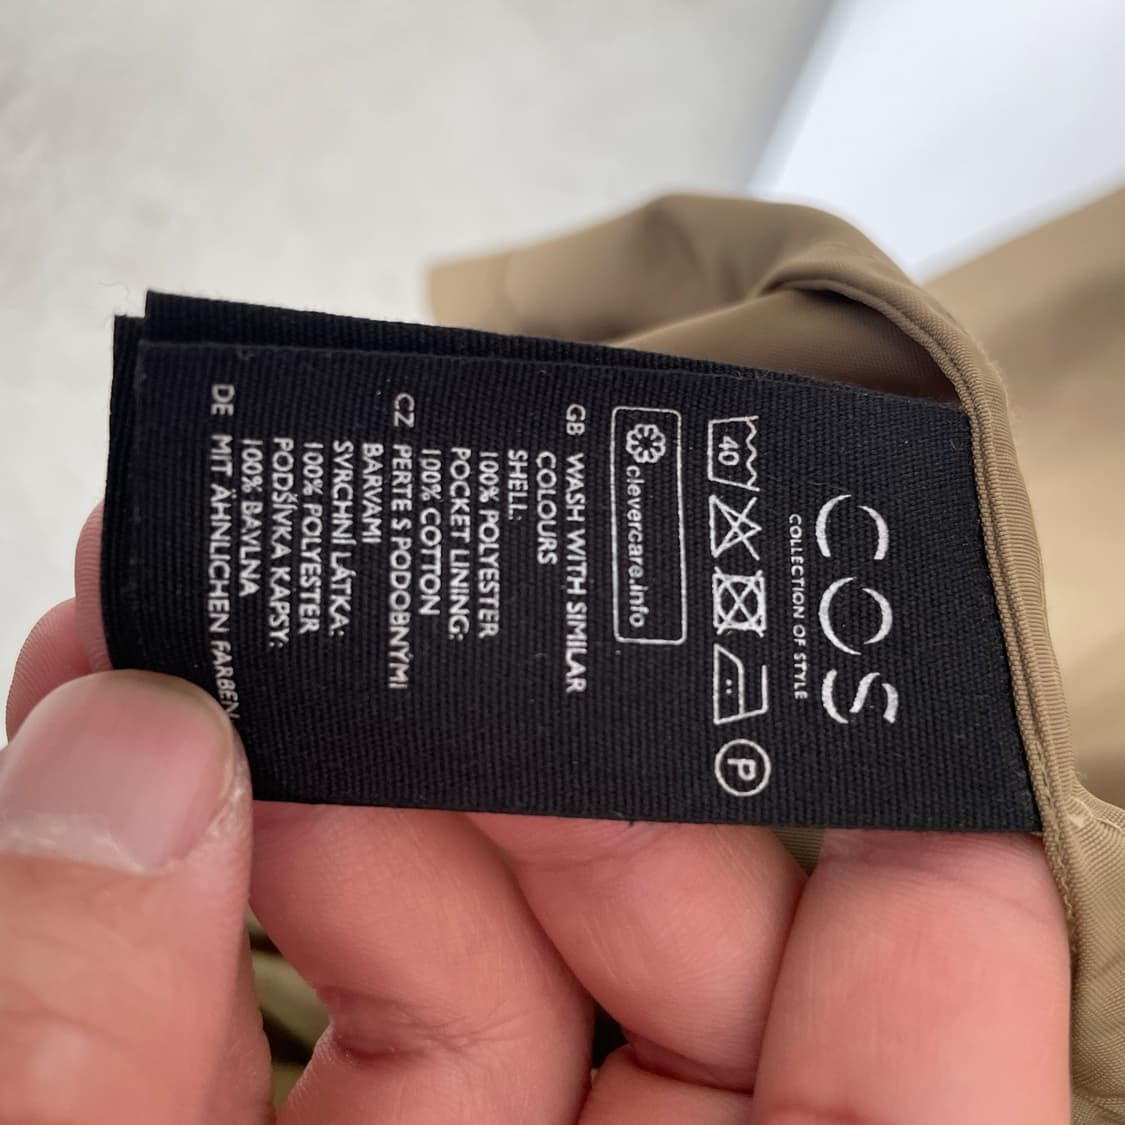 COS
COLLECTION OF STYLE
40
P
clevercare.info
GB WASH WITH SIMILAR
COLOURS
SHELL:
100% POLYESTER
POCKET LINING:
100% COTTON
CZ PERTE S PODOBNÝMI
BARVAMI
SVRCHNÍ LÁTKA:
100% POLYESTER
PODŠÍVKA KAPSY:
100% BAVLNA
DE MIT ÄHNLICHEN FARBEN